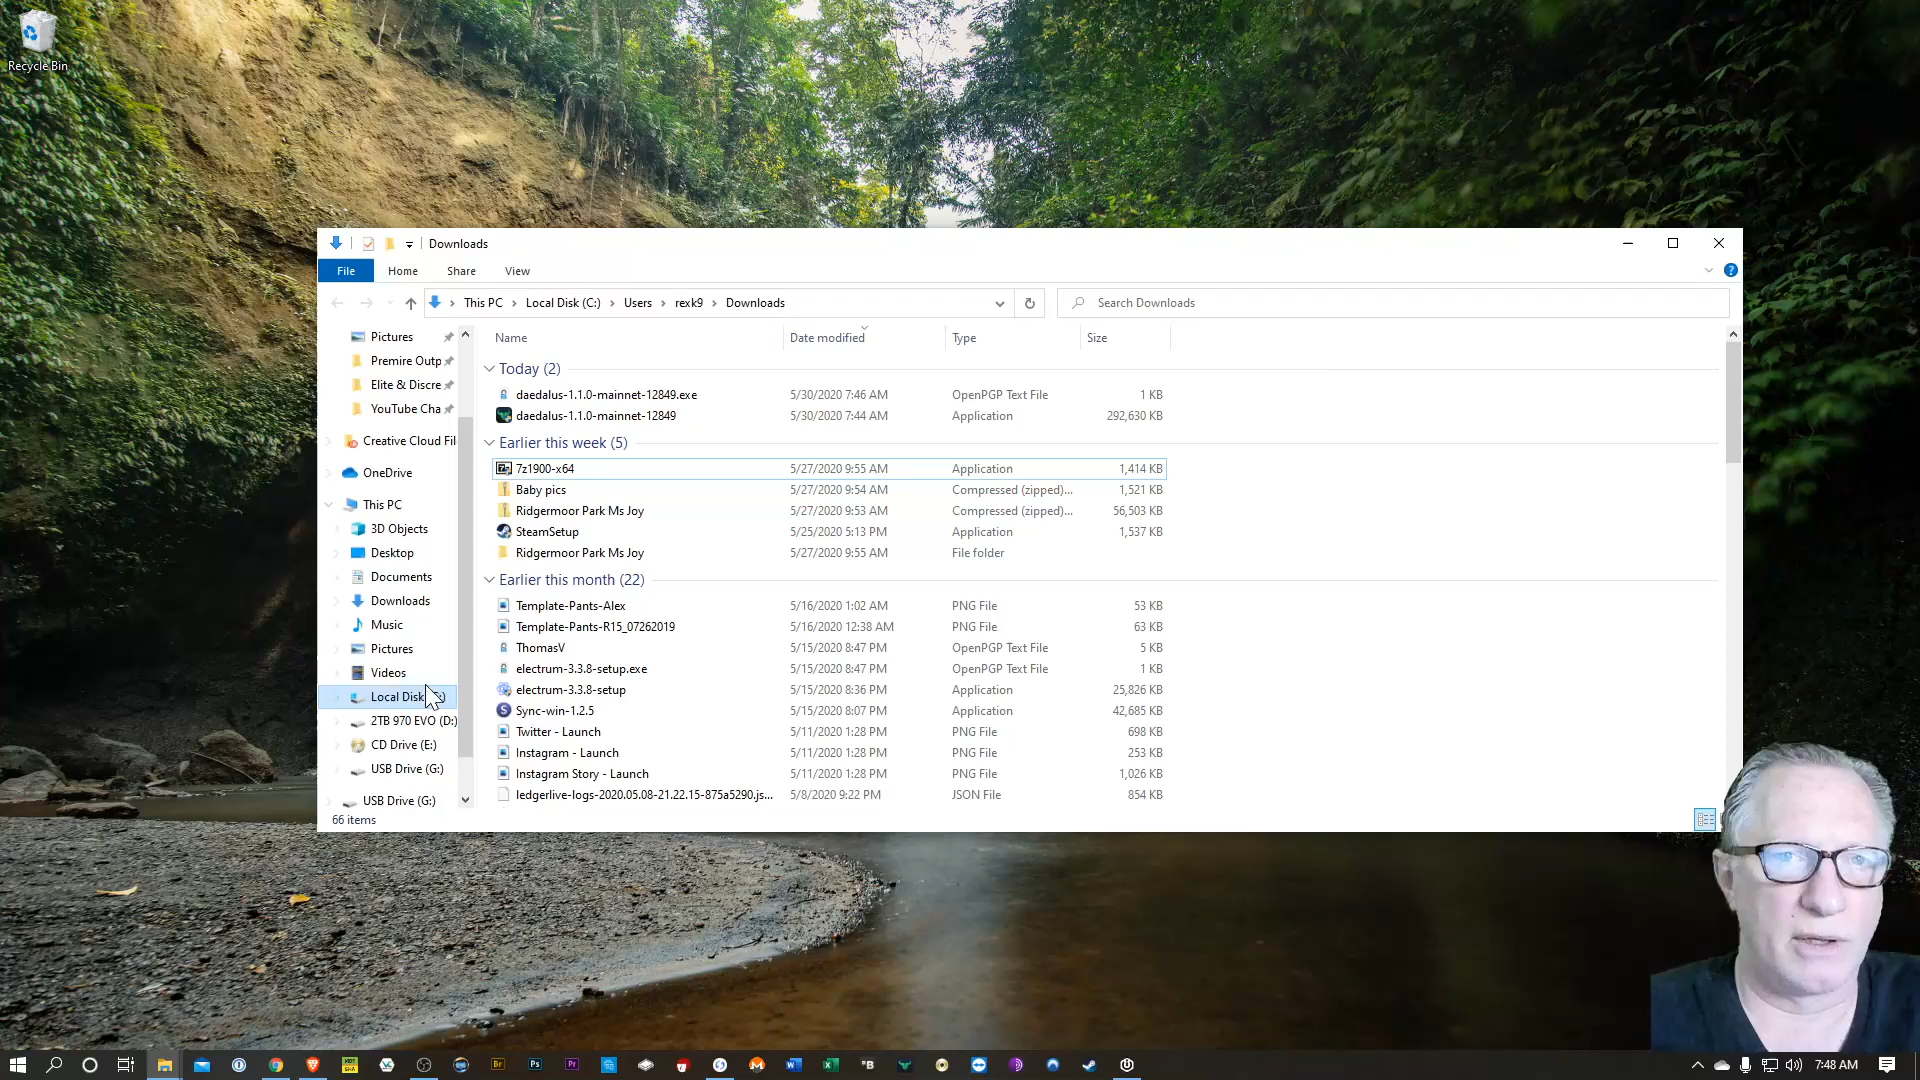 Recycle Bin
Downloads
File Home Share View
This PC Local Disk (C:) Users rexk9 Downloads
Search Downloads
Name Date modified Type Size
Pictures
Premire Outp
Elite & Discre
YouTube Cha
Creative Cloud Fil
OneDrive
This PC
3D Objects
Desktop
Documents
Downloads
Music
Pictures
Videos
Local Disk
2TB 970 EVO (D:)
CD Drive (E:)
USB Drive (G:)
USB Drive (G:)
Today (2)
daedalus-1.1.0-mainnet-12849.exe 5/30/2020 7:46 AM OpenPGP Text File 1 KB
daedalus-1.1.0-mainnet-12849 5/30/2020 7:44 AM Application 292,630 KB
Earlier this week (5)
7z1900-x64 5/27/2020 9:55 AM Application 1,414 KB
Baby pics 5/27/2020 9:54 AM Compressed (zipped)... 1,521 KB
Ridgermoor Park Ms Joy 5/27/2020 9:53 AM Compressed (zipped)... 56,503 KB
SteamSetup 5/25/2020 5:13 PM Application 1,537 KB
Ridgermoor Park Ms Joy 5/27/2020 9:55 AM File folder
Earlier this month (22)
Template-Pants-Alex 5/16/2020 1:02 AM PNG File 53 KB
Template-Pants-R15_07262019 5/16/2020 12:38 AM PNG File 63 KB
ThomasV 5/15/2020 8:47 PM OpenPGP Text File 5 KB
electrum-3.3.8-setup.exe 5/15/2020 8:47 PM OpenPGP Text File 1 KB
electrum-3.3.8-setup 5/15/2020 8:36 PM Application 25,826 KB
Sync-win-1.2.5 5/15/2020 8:07 PM Application 42,685 KB
Twitter - Launch 5/11/2020 1:28 PM PNG File 698 KB
Instagram - Launch 5/11/2020 1:28 PM PNG File 253 KB
Instagram Story - Launch 5/11/2020 1:28 PM PNG File 1,026 KB
ledgerlive-logs-2020.05.08-21.22.15-875a5290.js... 5/8/2020 9:22 PM JSON File 854 KB
66 items
Br Ps Pr
7:48 AM